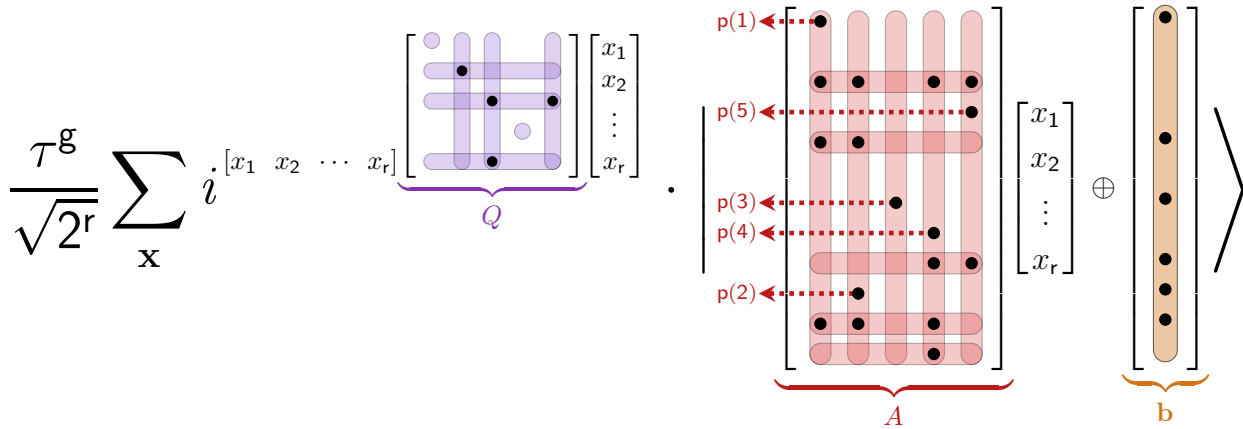 τ^g / √2^r ∑_x i^{[x_1 x_2 ⋯ x_r] [ ] [x_1 x_2 ⋮ x_r]} · | [ ] [x_1 x_2 ⋮ x_r] ⊕ [ ] ⟩
Q
p(1)
p(5)
p(3)
p(4)
p(2)
A
b